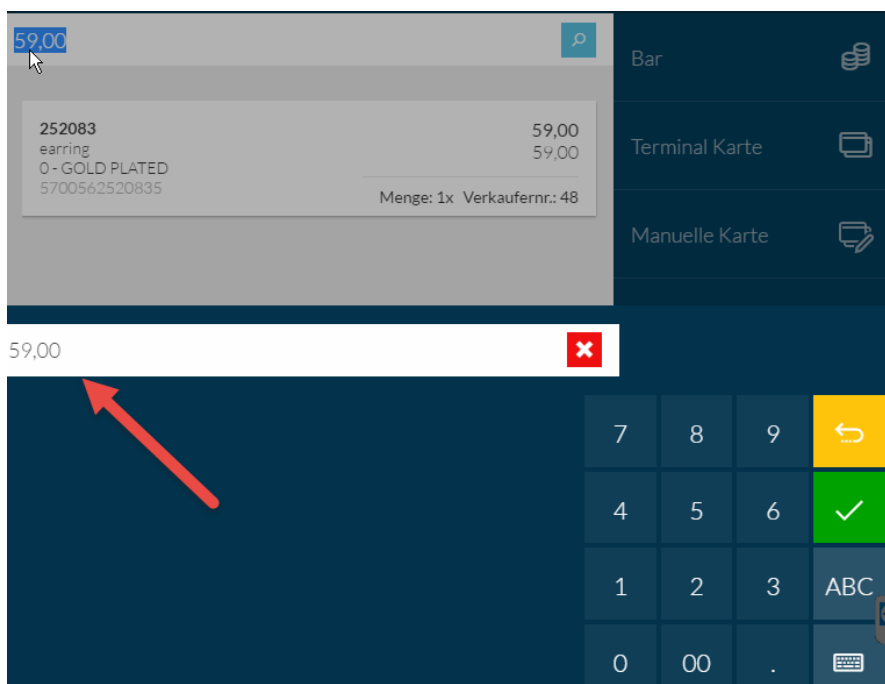 59,00
Bar
252083
59,00
earring
59,00
0 - GOLD PLATED
5700562520835
Menge: 1x Verkaufernr.: 48
Terminal Karte
Manuelle Karte
59,00
7 8 9
4 5 6
1 2 3 ABC
0 00 .